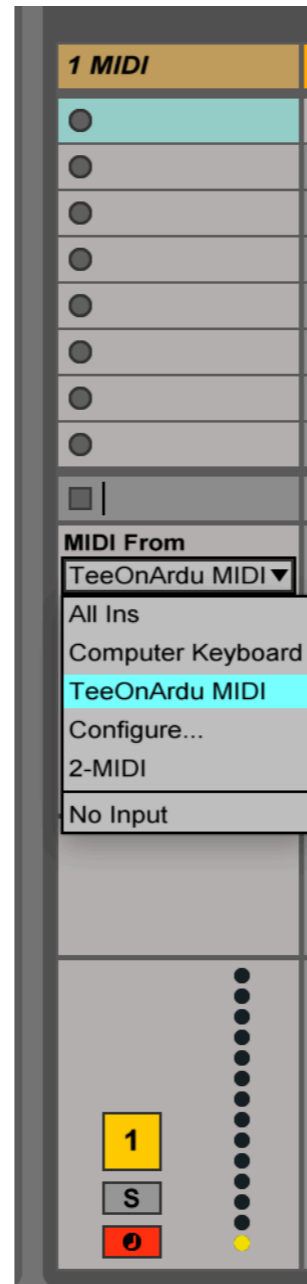 1 MIDI
MIDI From
TeeOnArdu MIDI
All Ins
Computer Keyboard
TeeOnArdu MIDI
Configure...
2-MIDI
No Input
1
S